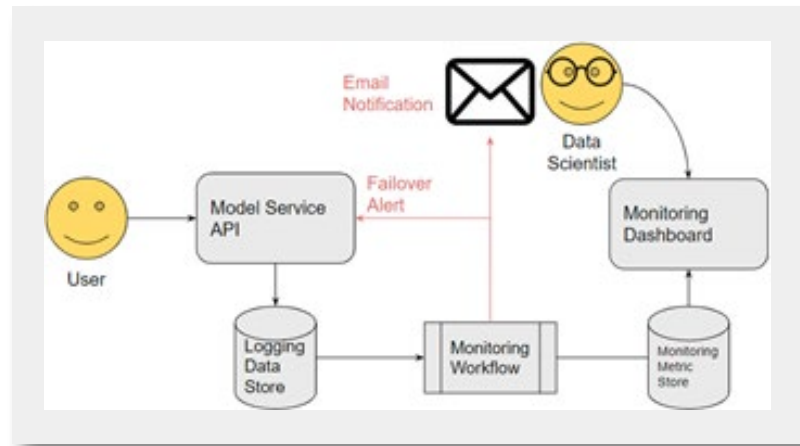 Email
Notification
Data
Scientist
Failover
Alert
Model Service
API
Monitoring
Dashboard
User
Logging
Data
Store
Monitoring
Workflow
Monitoring
Metric
Store